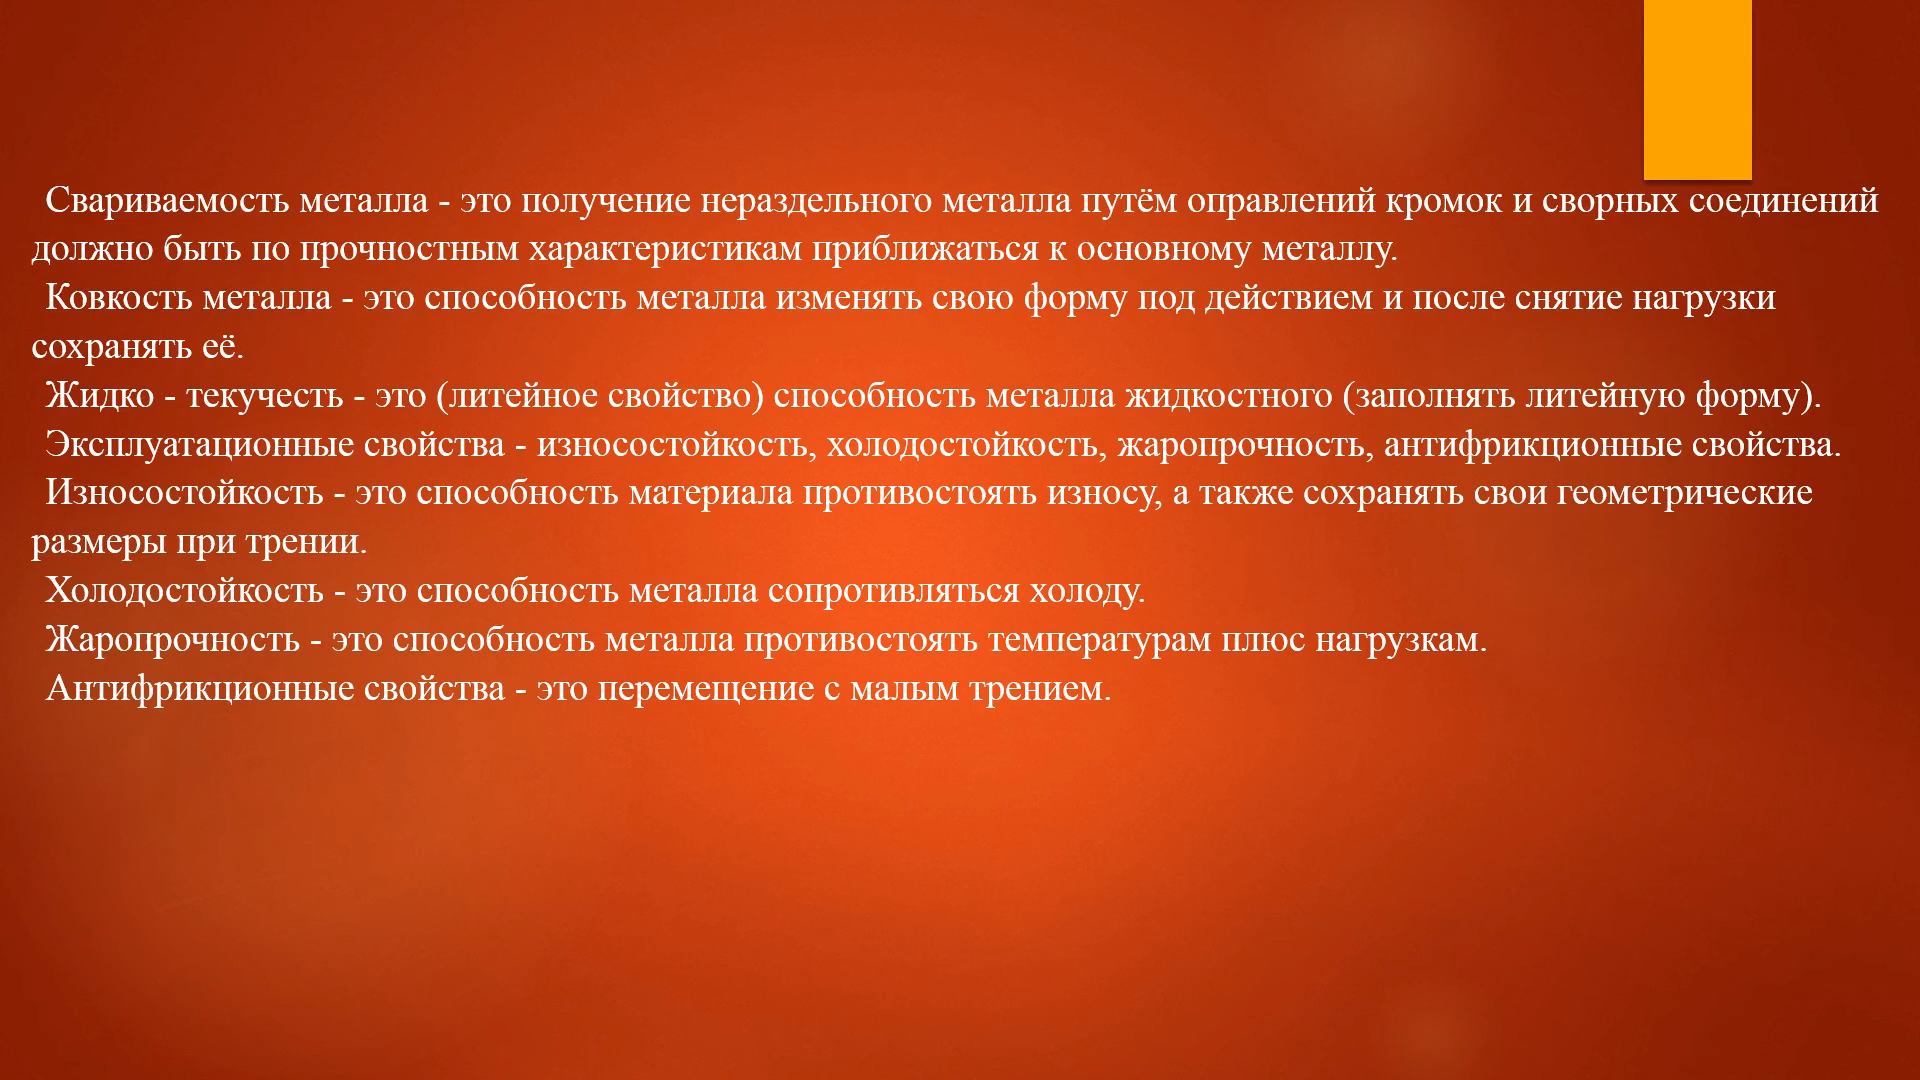 Свариваемость металла - это получение нераздельного металла путём оправлений кромок и сворных соединений
должно быть по прочностным характеристикам приближаться к основному металлу.
Ковкость металла - это способность металла изменять свою форму под действием и после снятие нагрузки
сохранять её.
Жидко - текучесть - это (литейное свойство) способность металла жидкостного (заполнять литейную форму).
Эксплуатационные свойства - износостойкость, холодостойкость, жаропрочность, антифрикционные свойства.
Износостойкость - это способность материала противостоять износу, а также сохранять свои геометрические
размеры при трении.
Холодостойкость - это способность металла сопротивляться холоду.
Жаропрочность - это способность металла противостоять температурам плюс нагрузкам.
Антифрикционные свойства - это перемещение с малым трением.